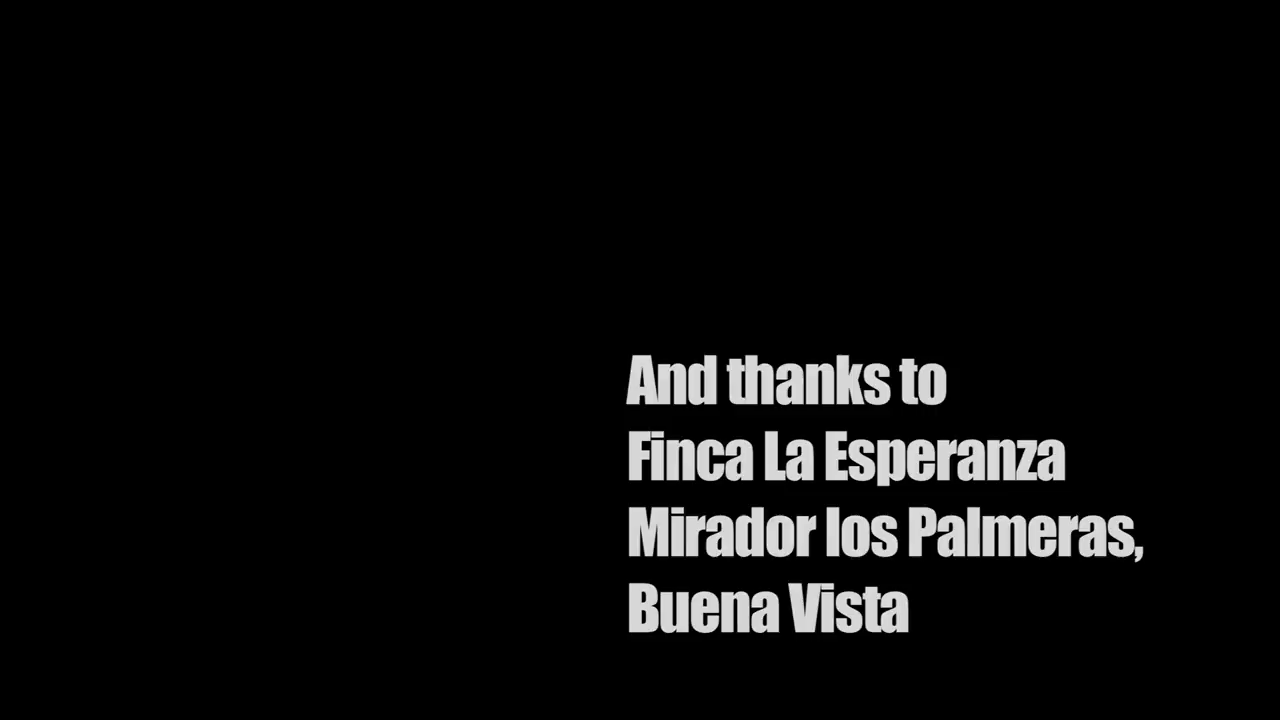 And thanks to
Finca La Esperanza
Mirador los Palmeras,
Buena Vista